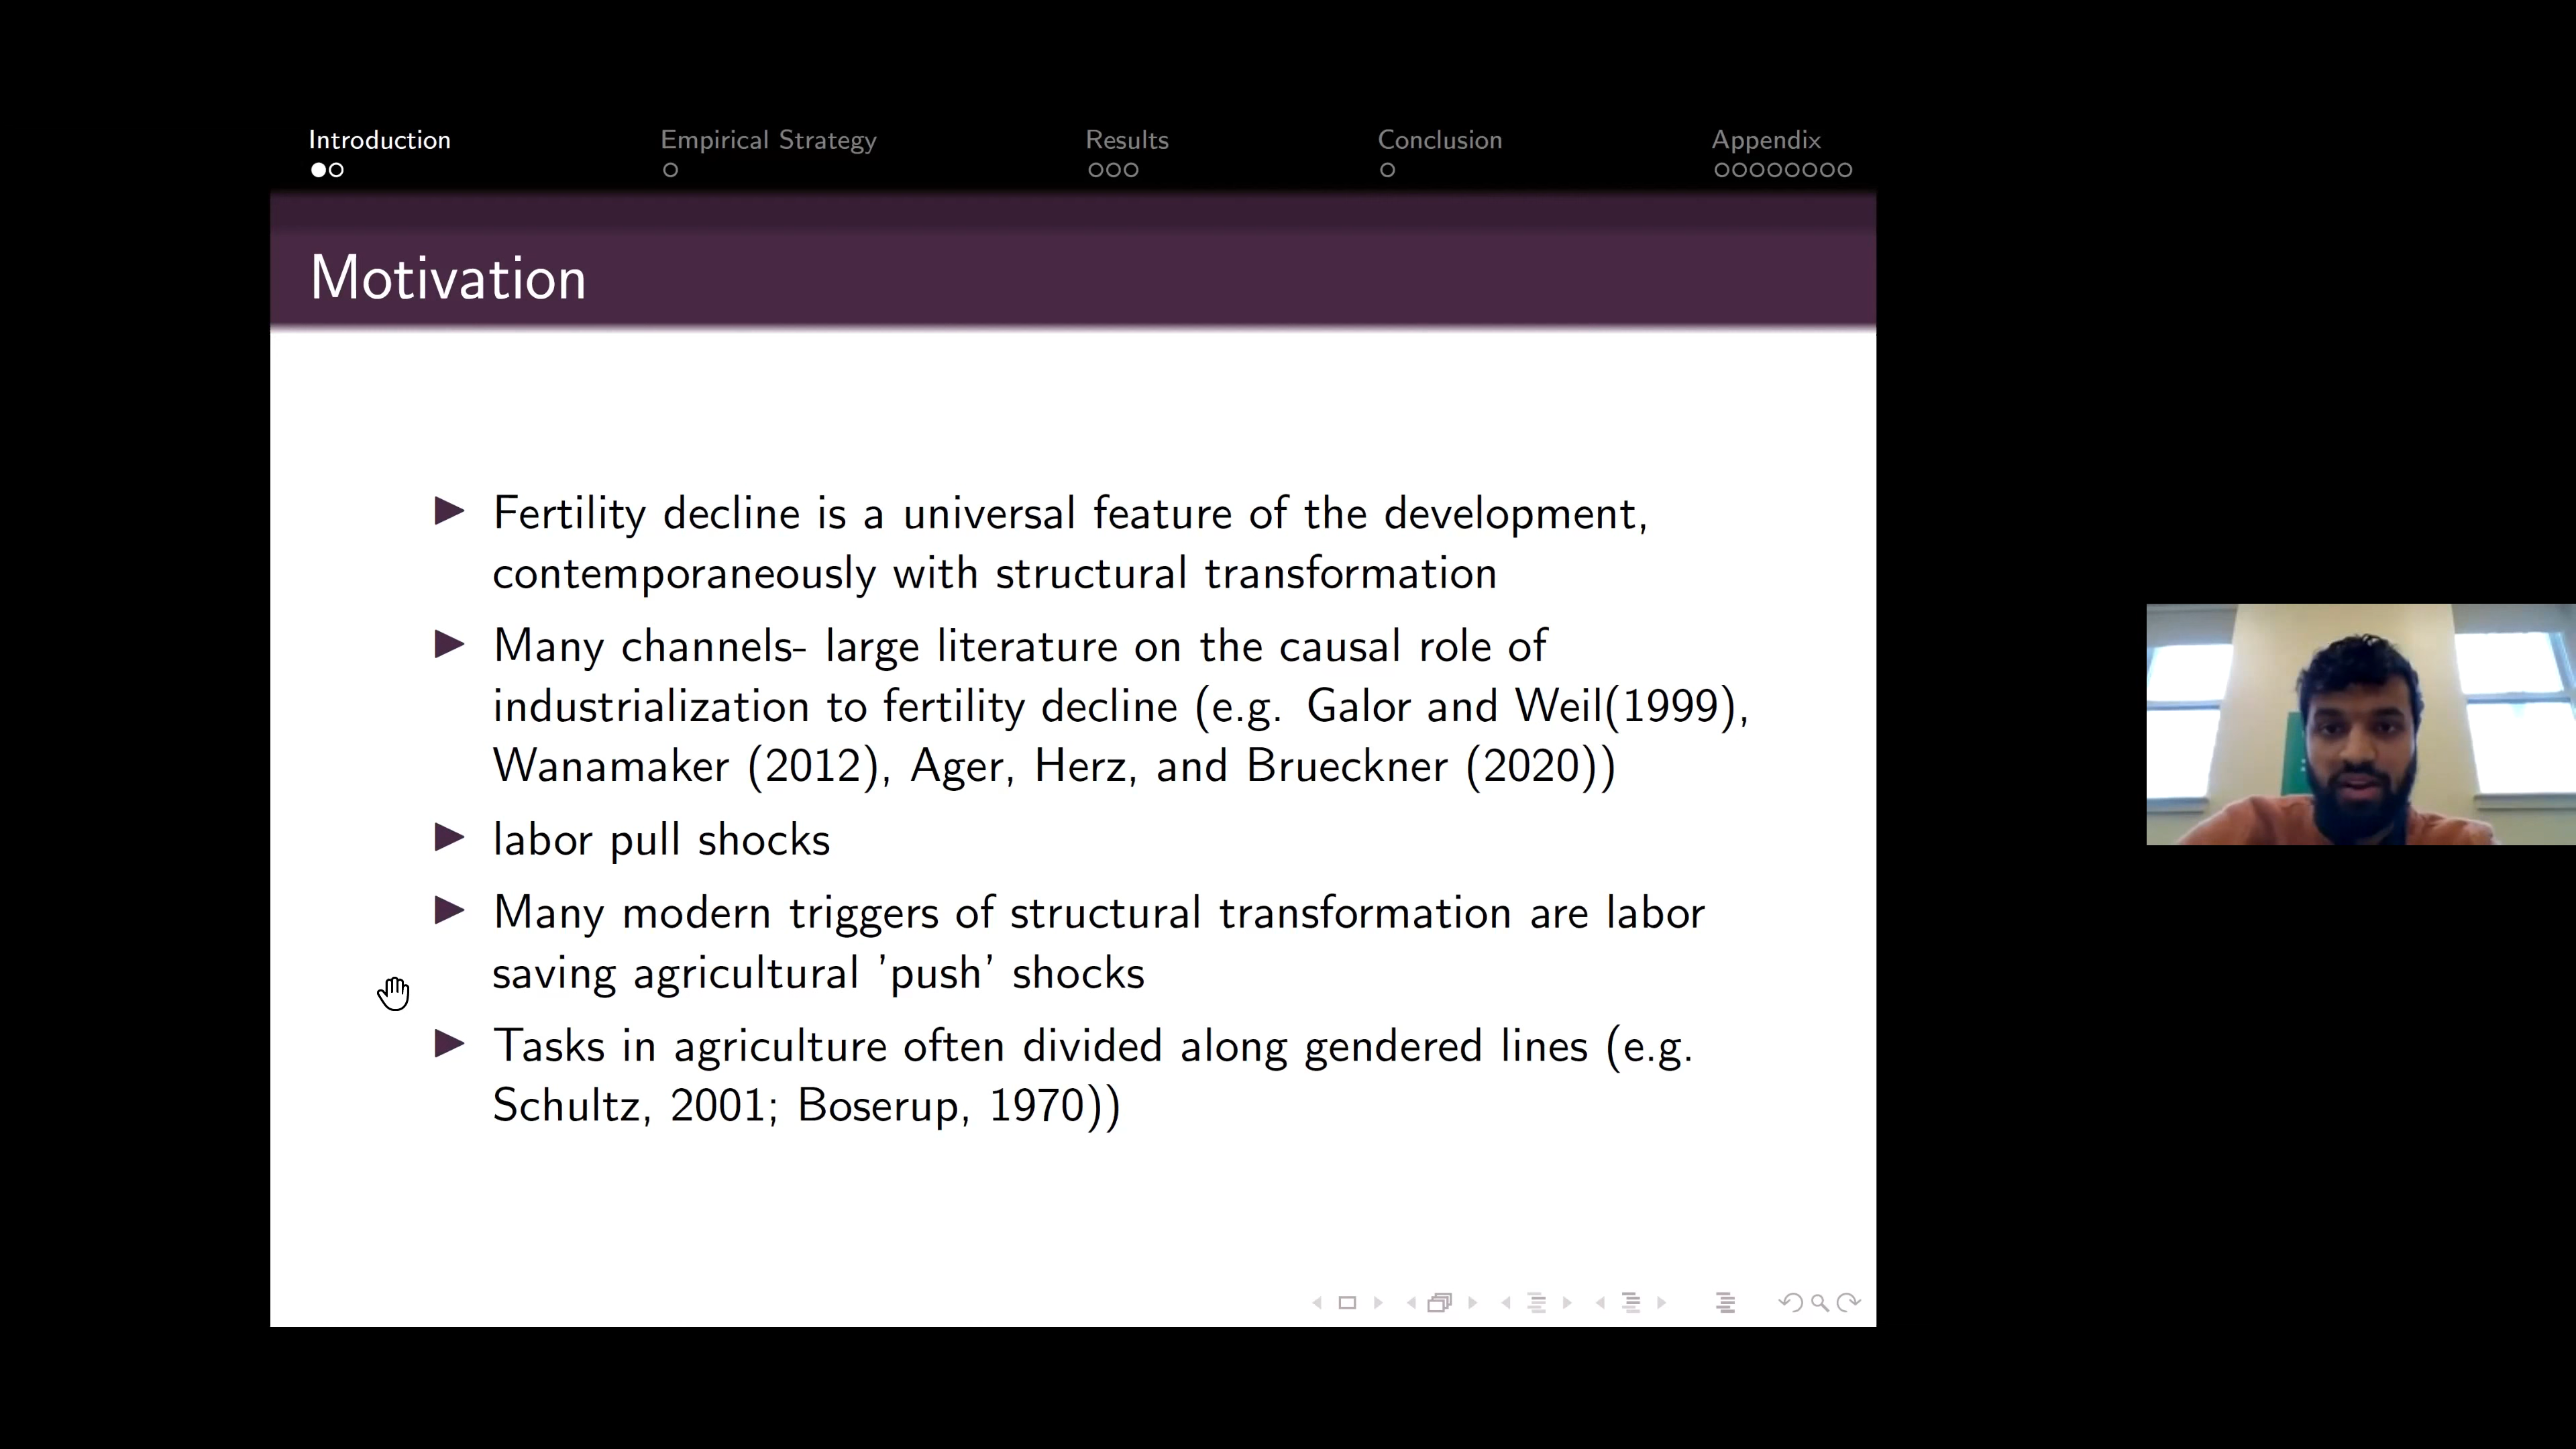 Introduction
Empirical Strategy
Results
Conclusion
Appendix
Motivation
Fertility decline is a universal feature of the development,
contemporaneously with structural transformation
Many channels- large literature on the causal role of
industrialization to fertility decline (e.g. Galor and Weil(1999),
Wanamaker (2012), Ager, Herz, and Brueckner (2020))
labor pull shocks
Many modern triggers of structural transformation are labor
saving agricultural 'push' shocks
Tasks in agriculture often divided along gendered lines (e.g.
Schultz, 2001; Boserup, 1970))